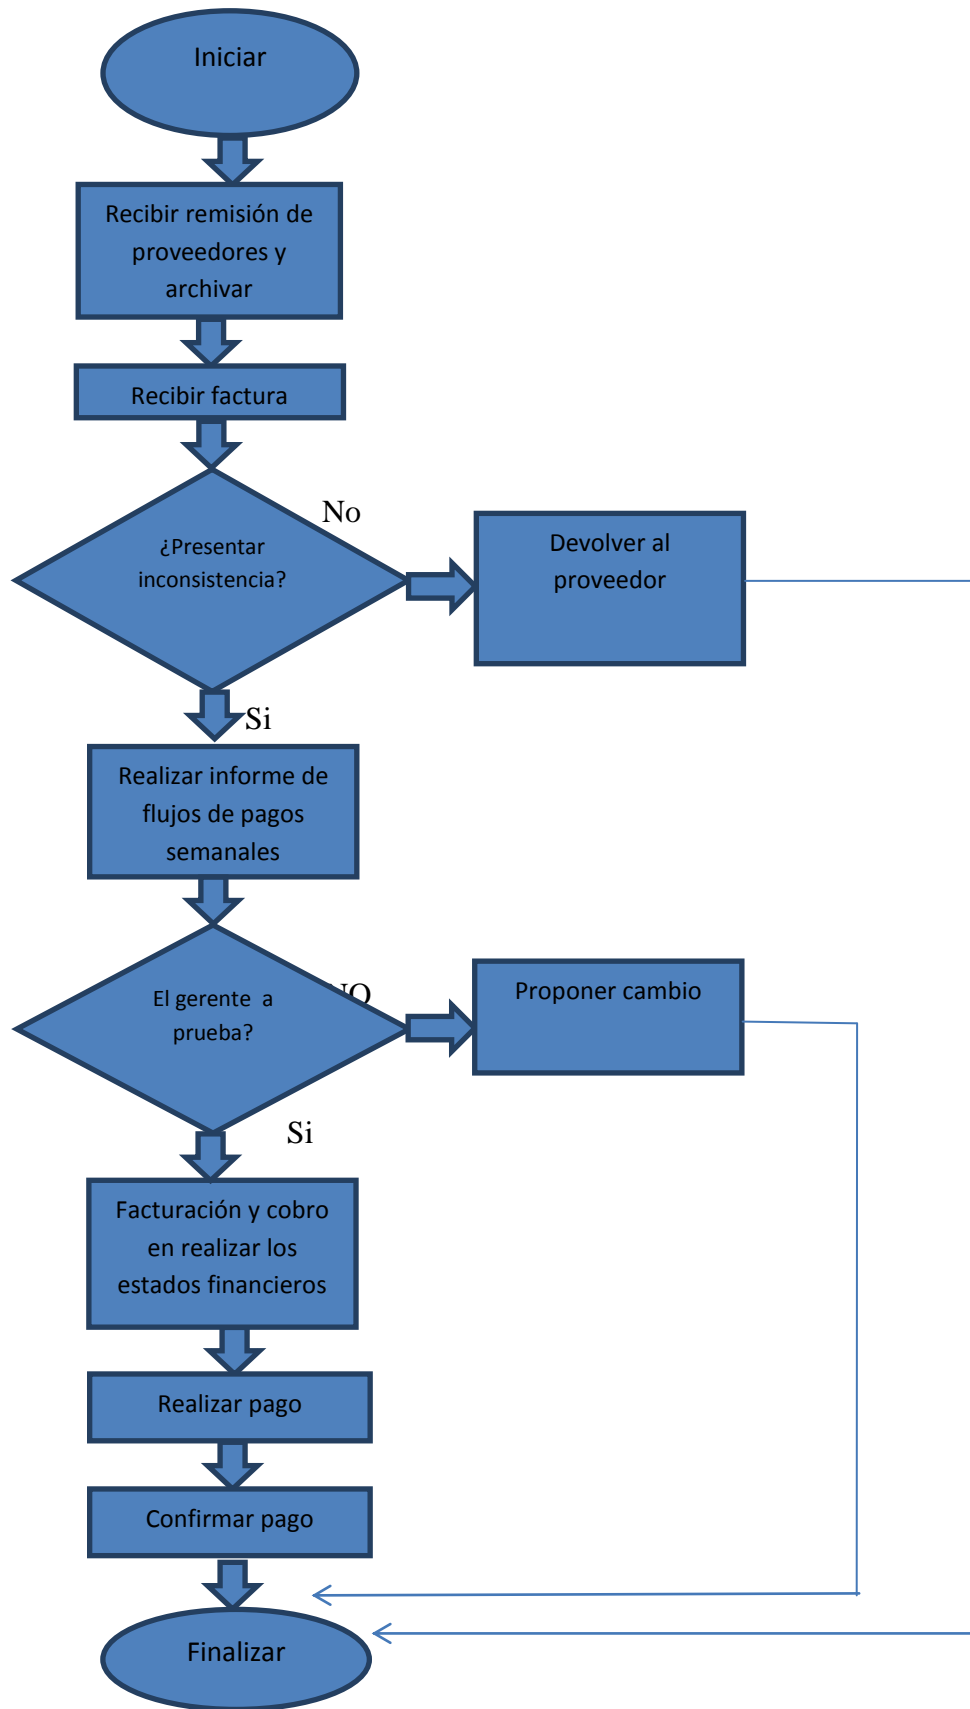 Iniciar
Recibir remisión de
proveedores y
archivar
Recibir factura
No
¿Presentar
inconsistencia?
Devolver al
proveedor
Si
Realizar informe de
flujos de pagos
semanales
El gerente a
prueba?
NO
Proponer cambio
Si
Facturación y cobro
en realizar los
estados financieros
Realizar pago
Confirmar pago
Finalizar